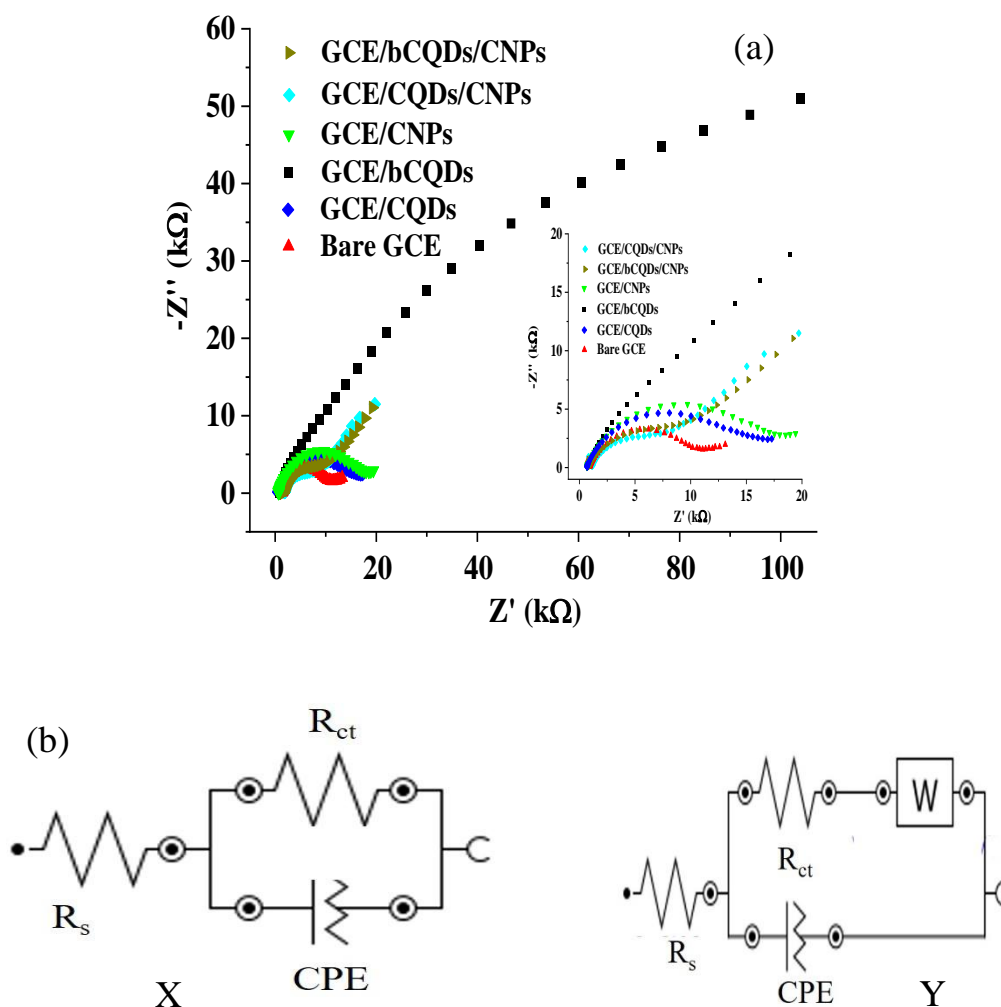 (a)
GCE/bCQDs/CNPs
GCE/CQDs/CNPs
GCE/CNPs
GCE/bCQDs
GCE/CQDs
Bare GCE
60
50
40
30
20
10
0
-Z'' (kΩ)
0 20 40 60 80 100
Z' (kΩ)
GCE/CQDs/CNPs
GCE/bCQDs/CNPs
GCE/CNPs
GCE/bCQDs
GCE/CQDs
Bare GCE
20
15
10
5
0
-Z'' (kΩ)
0 5 10 15 20
Z' (kΩ)
(b)
Rct
Rs
CPE
X
W
Rct
Rs
CPE
Y